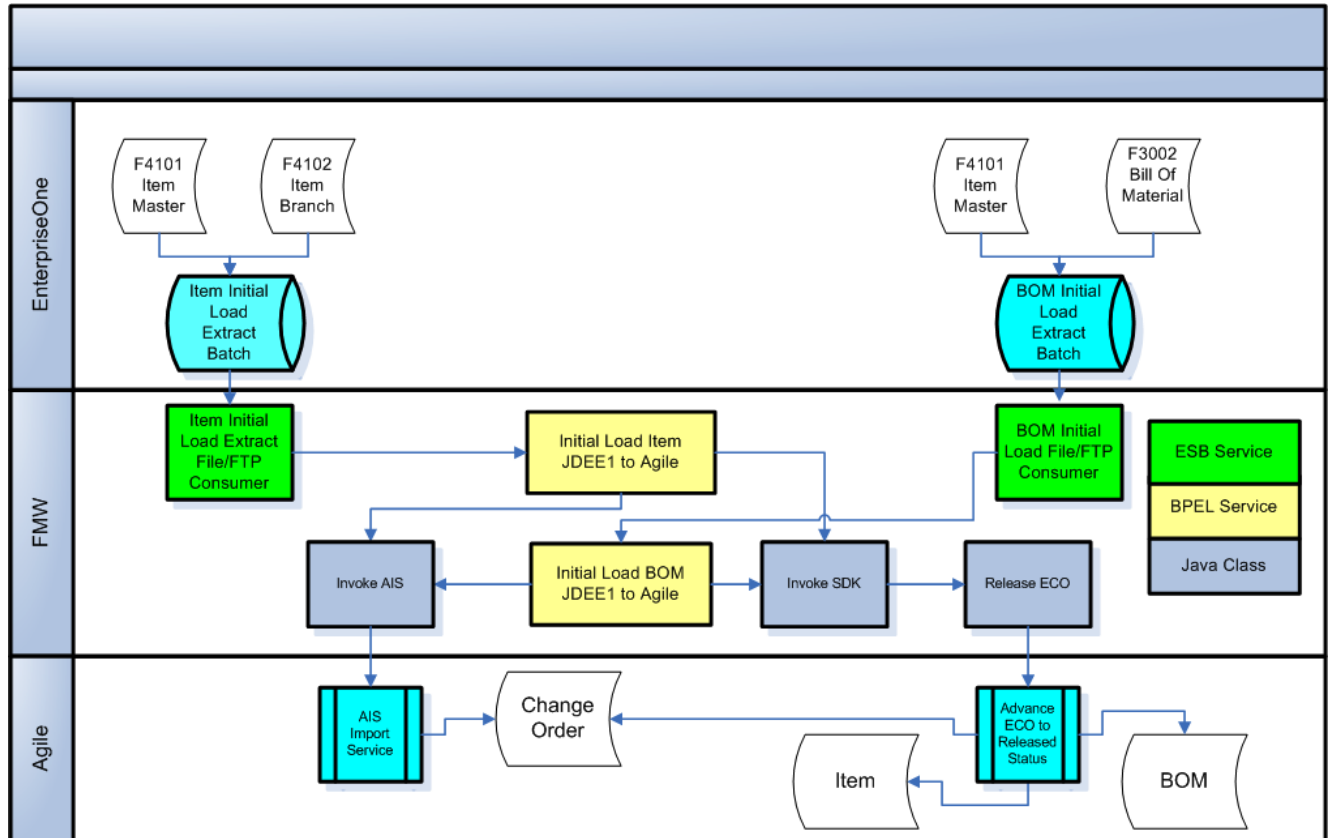 EnterpriseOne
F4101
Item
Master
F4102
Item
Branch
F4101
Item
Master
F3002
Bill Of
Material
Item Initial
Load
Extract
Batch
BOM Initial
Load
Extract
Batch
FMW
Item Initial
Load Extract
File/FTP
Consumer
Initial Load Item
JDEE1 to Agile
BOM Initial
Load File/FTP
Consumer
ESB Service
BPEL Service
Java Class
Invoke AIS
Initial Load BOM
JDEE1 to Agile
Invoke SDK
Release ECO
Agile
AIS
Import
Service
Change
Order
Advance
ECO to
Released
Status
Item
BOM